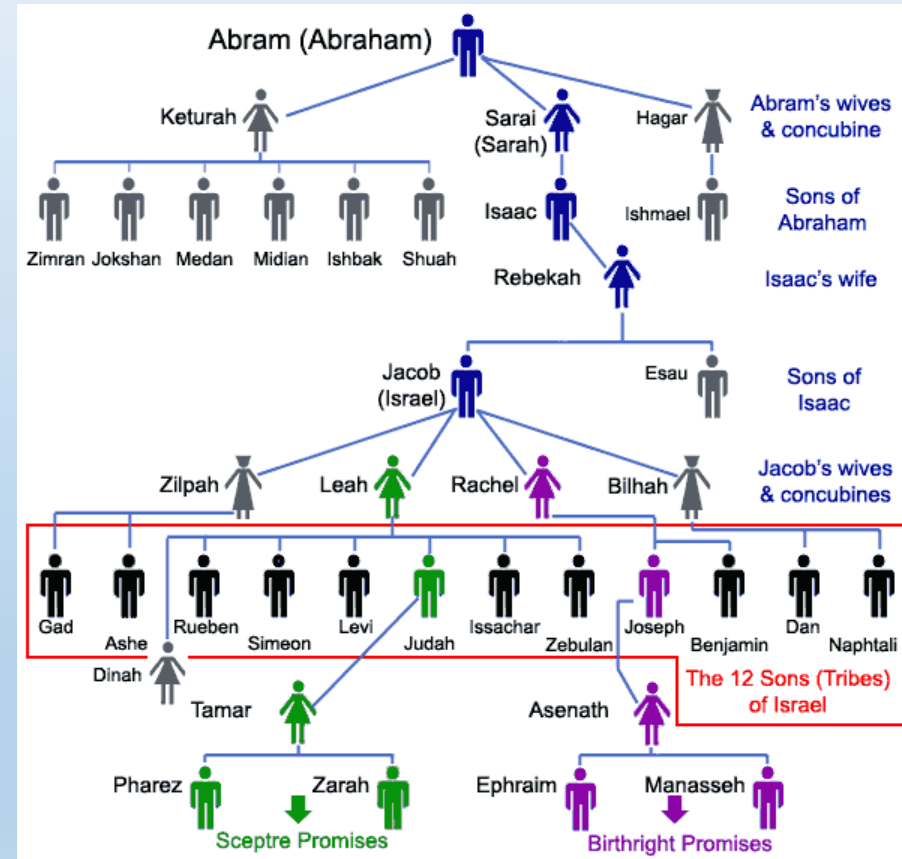 Abram (Abraham)
Keturah
Sarai
(Sarah)
Hagar
Abram's wives
& concubine
Zimran
Jokshan
Medan
Midian
Ishbak
Shuah
Isaac
Ishmael
Sons of
Abraham
Rebekah
Isaac's wife
Jacob
(Israel)
Esau
Sons of
Isaac
Zilpah
Leah
Rachel
Bilhah
Jacob's wives
& concubines
Gad
Ashe
Rueben
Simeon
Levi
Judah
Issachar
Zebulan
Joseph
Benjamin
Dan
Naphtali
Dinah
The 12 Sons (Tribes)
of Israel
Tamar
Asenath
Pharez
Zarah
Ephraim
Manasseh
Sceptre Promises
Birthright Promises